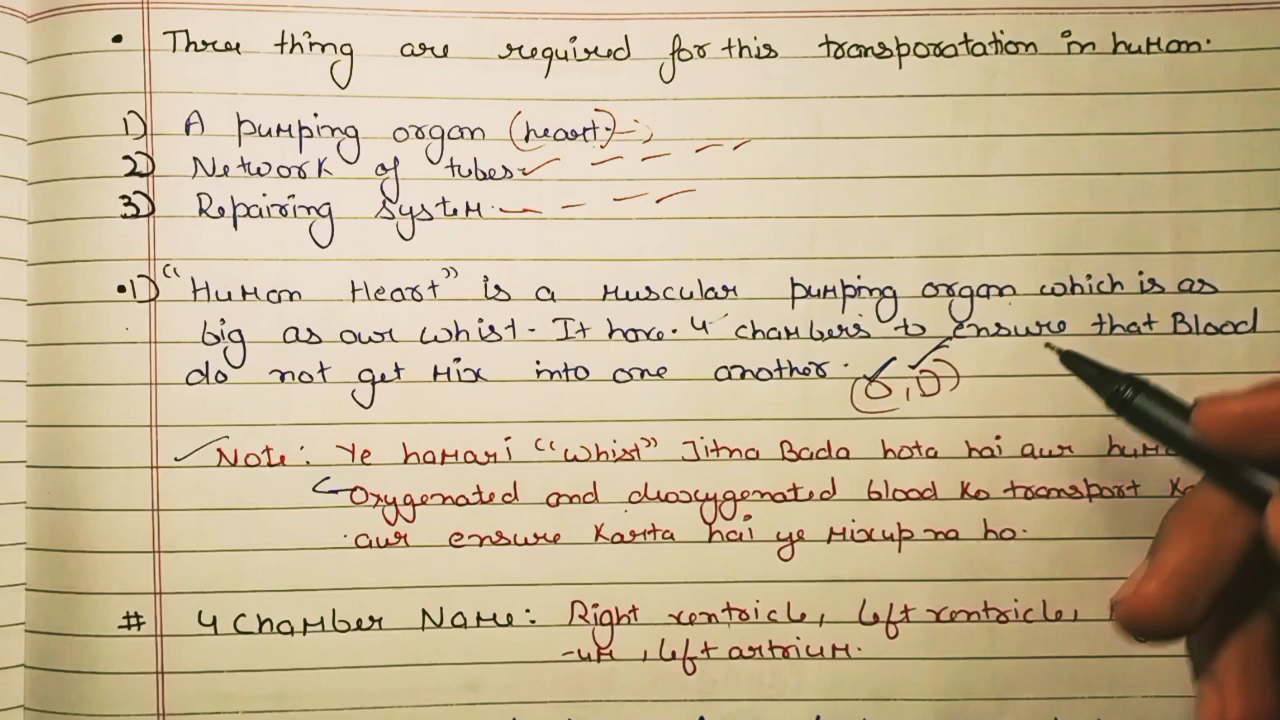 • Three thing are required for this transporatation in human.
1) A pumping organ (heart)
2) Network of tubes
3) Repairing system.
•1) "Human Heart" is a muscular pumping organ which is as
big as our whist. It have 4 chambers to ensure that Blood
do not get mix into one another. (O,D)
Note: Ye hamari "whist" Jitna Bada hota hai aur
Oxygenated and deoxygenated blood ko transport
aur ensure karta hai ye mixup na ho.
# 4 Chamber Name: Right ventricle, left ventricle,
-um, left artrium.